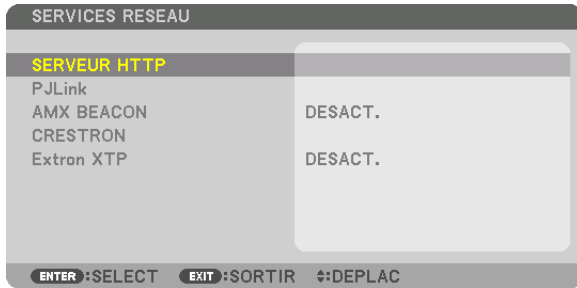 SERVICES RESEAU
SERVEUR HTTP
PJLink
AMX BEACON DESACT.
CRESTRON
Extron XTP DESACT.
ENTER :SELECT EXIT :SORTIR :DEPLAC